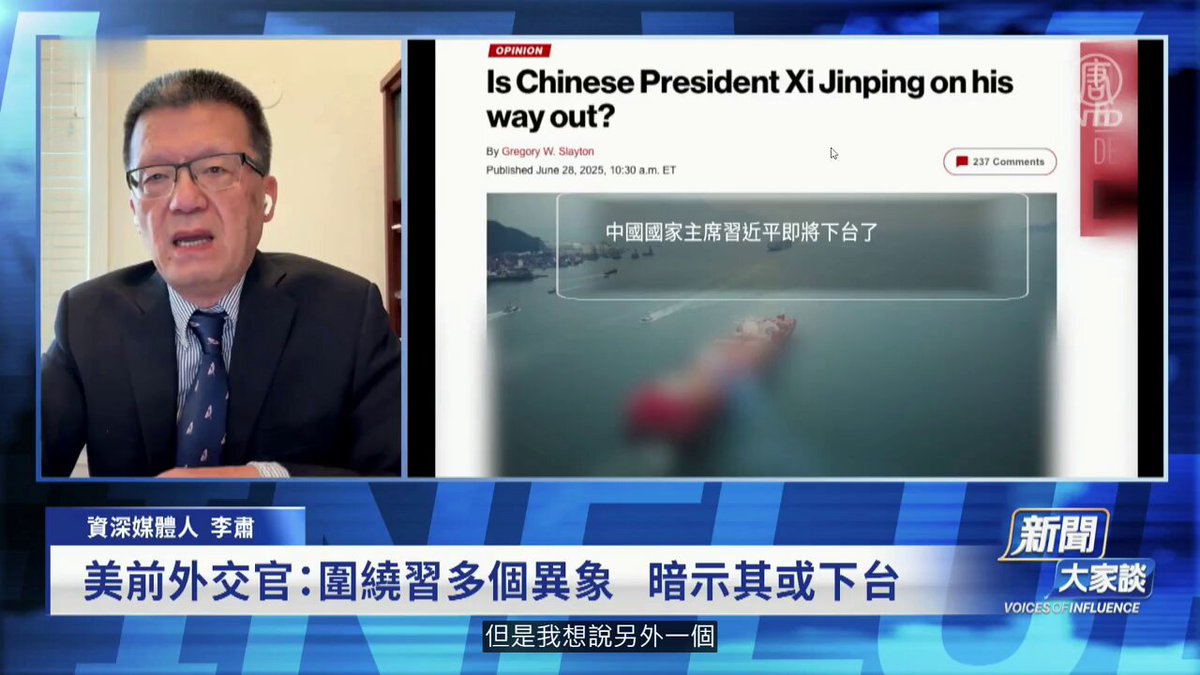 OPINION
Is Chinese President Xi Jinping on his
way out?
By Gregory W. Slayton
Published June 28, 2025, 10:30 a.m. ET
237 Comments
唐
NTD
中國國家主席習近平即將下台了
資深媒體人 李肅
美前外交官:圍繞習多個異象 暗示其或下台
新聞
大家談
VOICES OF INFLUENCE
但是我想說另外一個